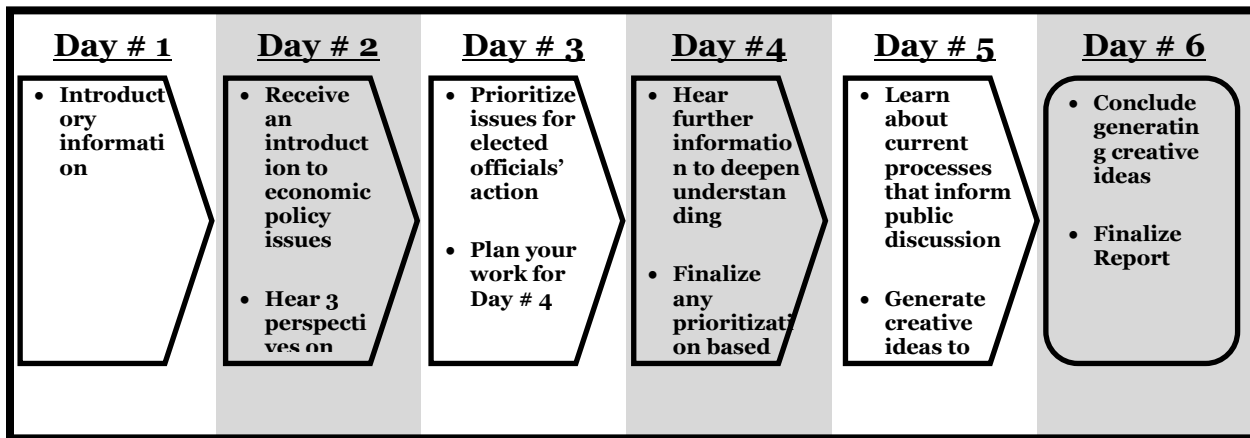 Day # 1
• Introduct
ory
informati
on
Day # 2
• Receive
an
introduct
ion to
economic
policy
issues
• Hear 3
perspecti
ves on
Day # 3
• Prioritize
issues for
elected
officials'
action
• Plan your
work for
Day # 4
Day #4
• Hear
further
informatio
n to deepen
understan
ding
• Finalize
any
prioritizati
on based
Day # 5
• Learn
about
current
processes
that inform
public
discussion
• Generate
creative
ideas to
Day # 6
• Conclude
generatin
g creative
ideas
• Finalize
Report